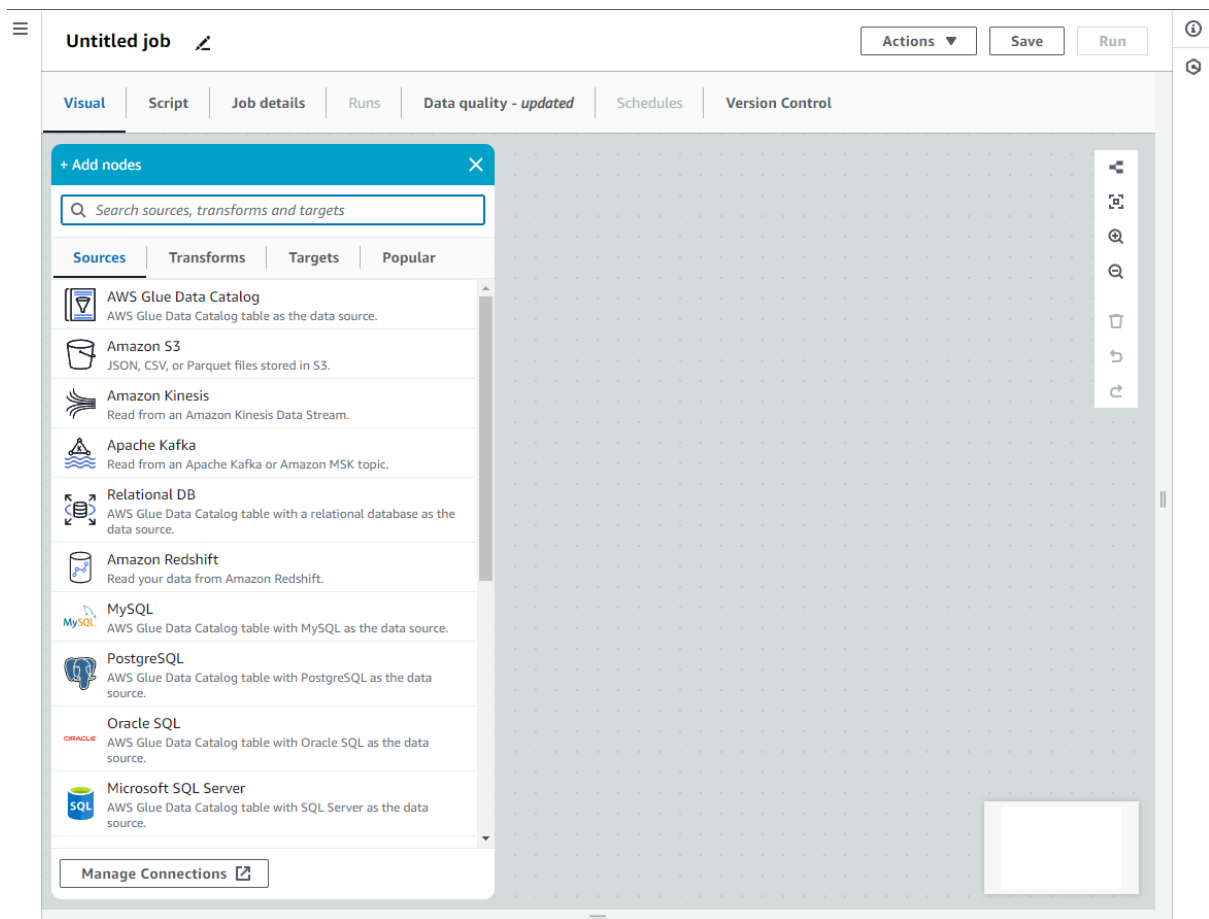 Untitled job
Actions
Save
Run
Visual
Script
Job details
Runs
Data quality - updated
Schedules
Version Control
+ Add nodes
Search sources, transforms and targets
Sources
Transforms
Targets
Popular
AWS Glue Data Catalog
AWS Glue Data Catalog table as the data source.
Amazon S3
JSON, CSV, or Parquet files stored in S3.
Amazon Kinesis
Read from an Amazon Kinesis Data Stream.
Apache Kafka
Read from an Apache Kafka or Amazon MSK topic.
Relational DB
AWS Glue Data Catalog table with a relational database as the
data source.
Amazon Redshift
Read your data from Amazon Redshift.
MySQL
MySQL
AWS Glue Data Catalog table with MySQL as the data source.
PostgreSQL
AWS Glue Data Catalog table with PostgreSQL as the data
source.
Oracle SQL
ORACLE
AWS Glue Data Catalog table with Oracle SQL as the data
source.
Microsoft SQL Server
SQL
AWS Glue Data Catalog table with SQL Server as the data
source.
Manage Connections